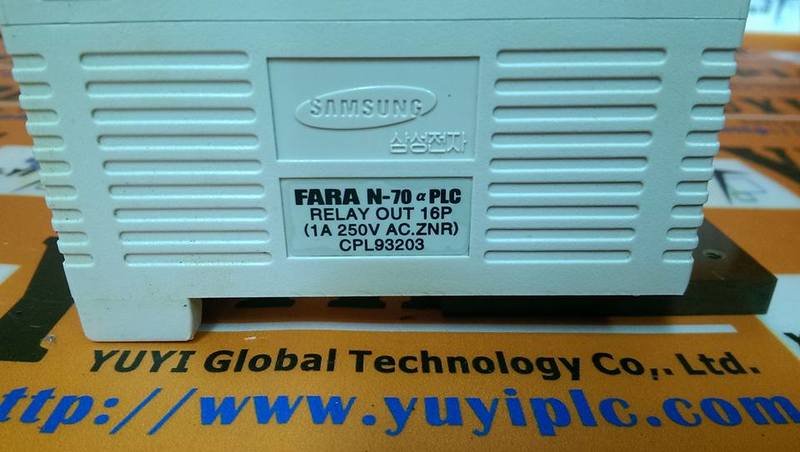 SAMSUNG
삼성전자
FARA N-70 α PLC
RELAY OUT 16P
(1A 250V AC.ZNR)
CPL93203
YUYI Global Technology Co,. Ltd.
ttp://www.yuyiplc.com